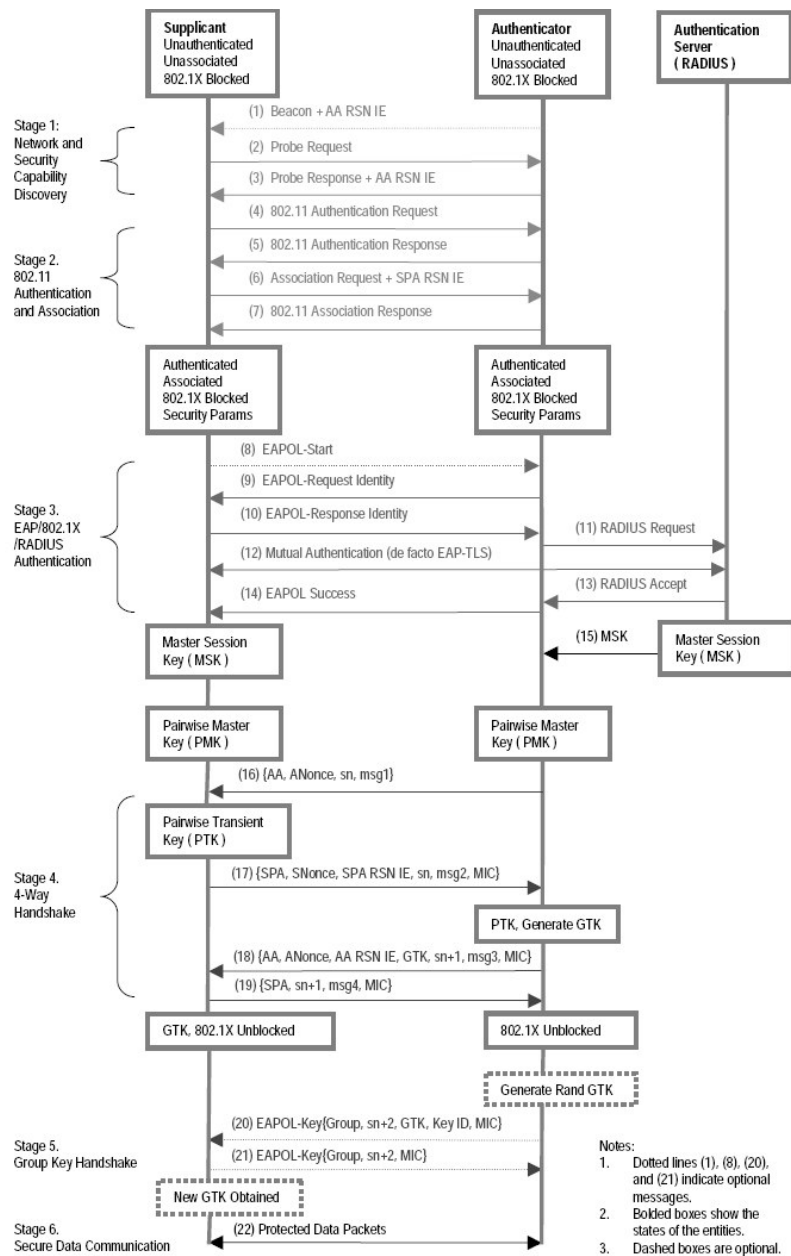 Supplicant
Unauthenticated
Unassociated
802.1X Blocked
Authenticator
Unauthenticated
Unassociated
802.1X Blocked
Authentication
Server
( RADIUS )
Stage 1:
Network and
Security
Capability
Discovery
(1) Beacon + AA RSN IE
(2) Probe Request
(3) Probe Response + AA RSN IE
Stage 2.
802.11
Authentication
and Association
(4) 802.11 Authentication Request
(5) 802.11 Authentication Response
(6) Association Request + SPA RSN IE
(7) 802.11 Association Response
Authenticated
Associated
802.1X Blocked
Security Params
Authenticated
Associated
802.1X Blocked
Security Params
Stage 3.
EAP/802.1X
/RADIUS
Authentication
(8) EAPOL-Start
(9) EAPOL-Request Identity
(10) EAPOL-Response Identity
(11) RADIUS Request
(12) Mutual Authentication (de facto EAP-TLS)
(13) RADIUS Accept
(14) EAPOL Success
Master Session
Key ( MSK )
(15) MSK
Master Session
Key ( MSK )
Pairwise Master
Key ( PMK )
Pairwise Master
Key ( PMK )
(16) {AA, ANonce, sn, msg1}
Stage 4.
4-Way
Handshake
Pairwise Transient
Key ( PTK )
(17) {SPA, SNonce, SPA RSN IE, sn, msg2, MIC}
PTK, Generate GTK
(18) {AA, ANonce, AA RSN IE, GTK, sn+1, msg3, MIC}
(19) {SPA, sn+1, msg4, MIC}
GTK, 802.1X Unblocked
802.1X Unblocked
Generate Rand GTK
Stage 5.
Group Key Handshake
(20) EAPOL-Key{Group, sn+2, GTK, Key ID, MIC}
(21) EAPOL-Key{Group, sn+2, MIC}
New GTK Obtained
Stage 6.
Secure Data Communication
(22) Protected Data Packets
Notes:
1. Dotted lines (1), (8), (20),
and (21) indicate optional
messages.
2. Bolded boxes show the
states of the entities.
3. Dashed boxes are optional.